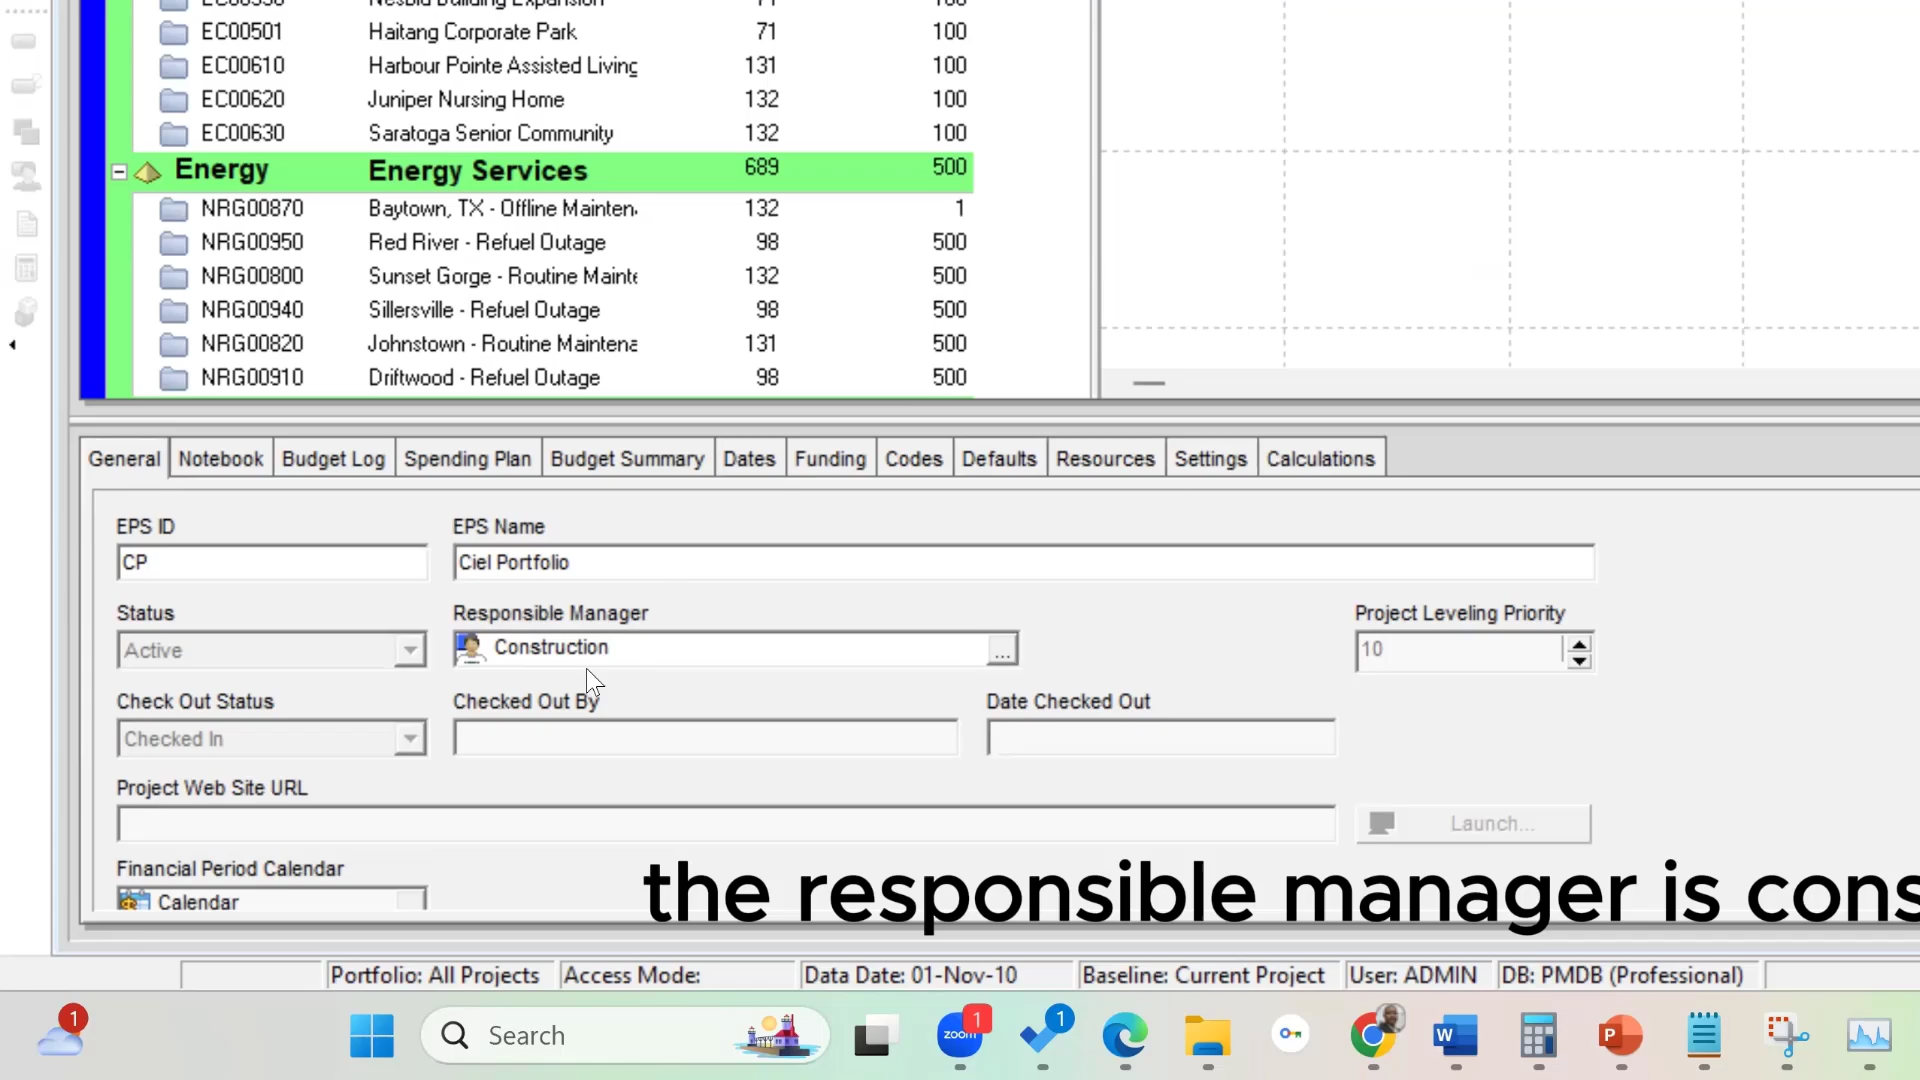 EC00501 Haitang Corporate Park 71 100
EC00610 Harbour Pointe Assisted Living 131 100
EC00620 Juniper Nursing Home 132 100
EC00630 Saratoga Senior Community 132 100
Energy Energy Services 689 500
NRG00870 Baytown, TX - Offline Mainten 132 1
NRG00950 Red River - Refuel Outage 98 500
NRG00800 Sunset Gorge - Routine Mainte 132 500
NRG00940 Sillersville - Refuel Outage 98 500
NRG00820 Johnstown - Routine Maintena 131 500
NRG00910 Driftwood - Refuel Outage 98 500
General Notebook Budget Log Spending Plan Budget Summary Dates Funding Codes Defaults Resources Settings Calculations
EPS ID EPS Name
CP Ciel Portfolio
Status Responsible Manager Project Leveling Priority
Active Construction ... 10
Check Out Status Checked Out By Date Checked Out
Checked In
Project Web Site URL
Launch...
Financial Period Calendar
Calendar
the responsible manager is cons
Portfolio: All Projects Access Mode: Data Date: 01-Nov-10 Baseline: Current Project User: ADMIN DB: PMDB (Professional)
1 Search zoom 1 1 W P